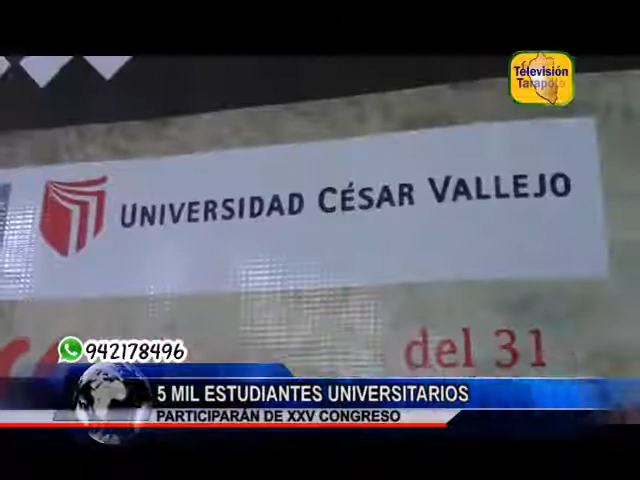 Televisión
Tarapoto
UNIVERSIDAD CÉSAR VALLEJO
del 31
942178496
5 MIL ESTUDIANTES UNIVERSITARIOS
PARTICIPARÁN DE XXV CONGRESO